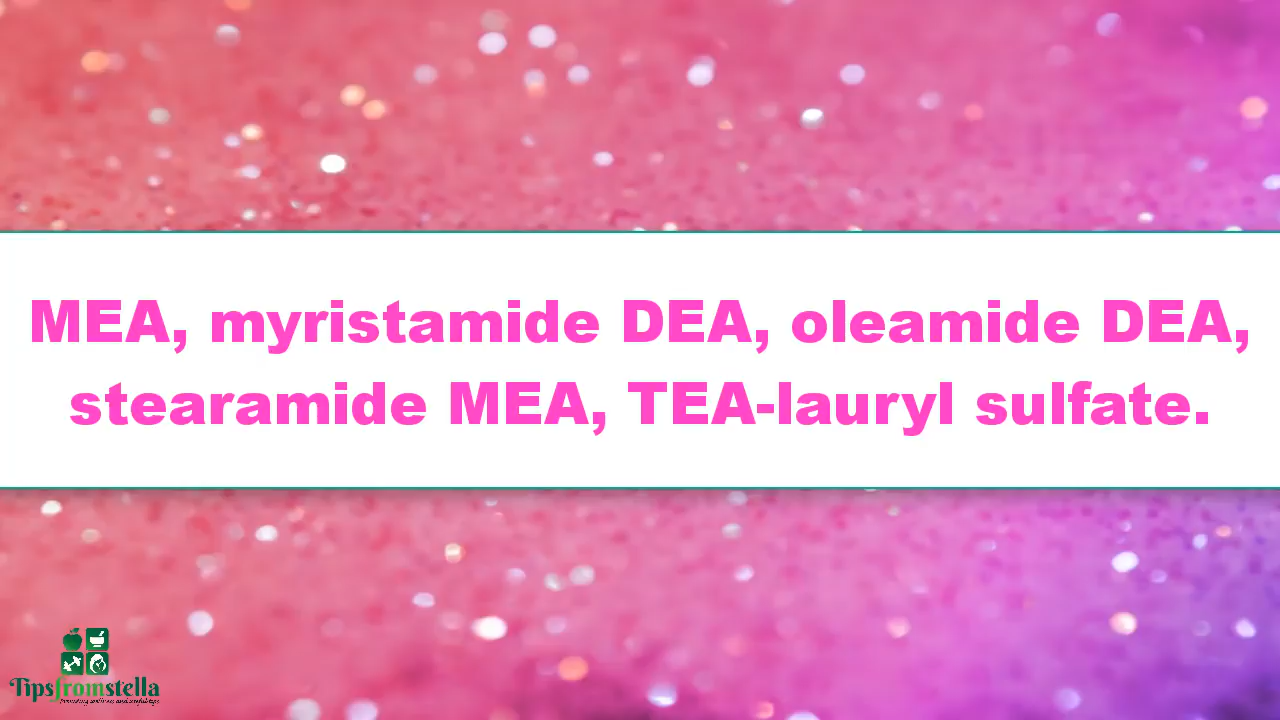 MEA, myristamide DEA, oleamide DEA,
stearamide MEA, TEA-lauryl sulfate.
Tipsfromstella